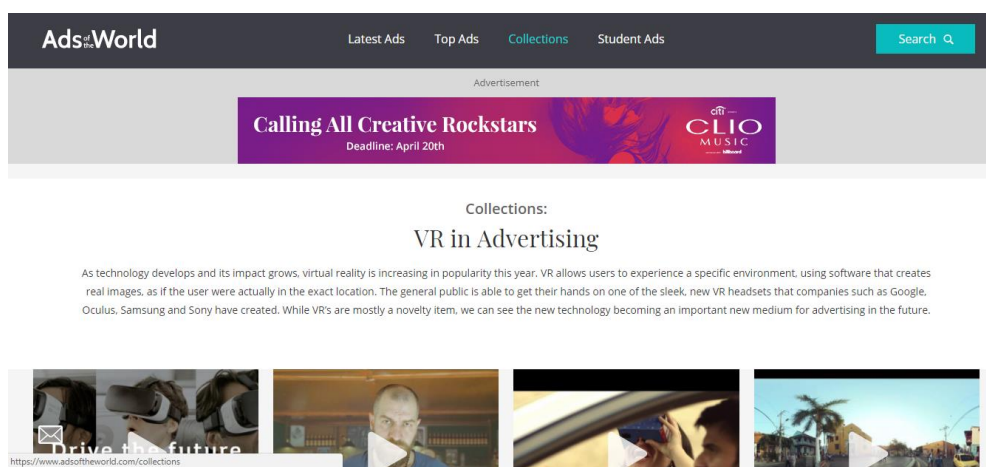 Ads of the World
Latest Ads Top Ads Collections Student Ads
Search
Advertisement
Calling All Creative Rockstars
Deadline: April 20th
citi
CLIO
MUSIC
billboard
Collections:
VR in Advertising
As technology develops and its impact grows, virtual reality is increasing in popularity this year. VR allows users to experience a specific environment, using software that creates
real images, as if the user were actually in the exact location. The general public is able to get their hands on one of the sleek, new VR headsets that companies such as Google,
Oculus, Samsung and Sony have created. While VR's are mostly a novelty item, we can see the new technology becoming an important new medium for advertising in the future.
Drive the future
https://www.adsoftheworld.com/collections